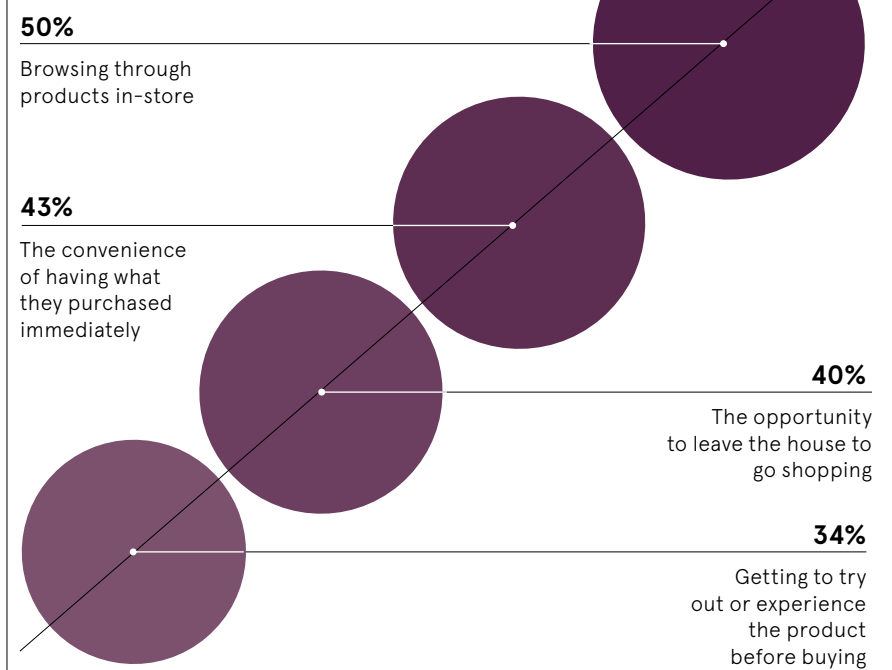 50%
Browsing through
products in-store
43%
The convenience
of having what
they purchased
immediately
40%
The opportunity
to leave the house to
go shopping
34%
Getting to try
out or experience
the product
before buying